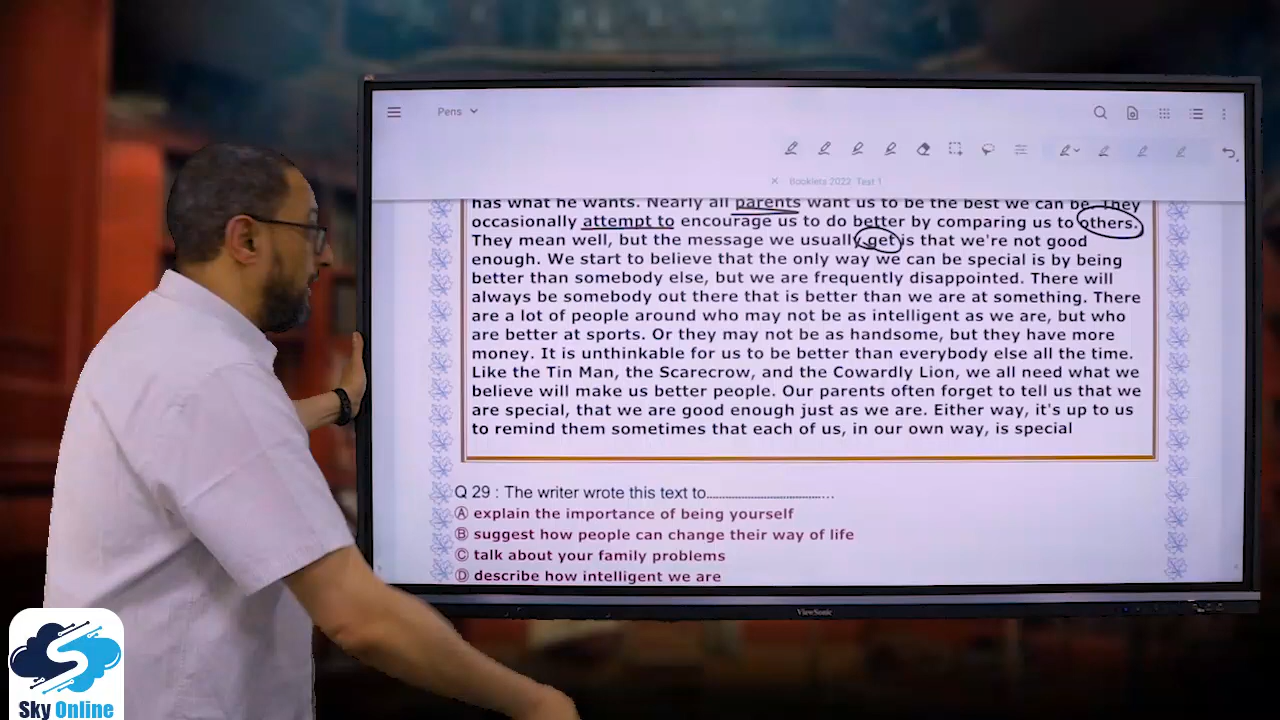 Pens
Booklets 2022 Test 1
has what he wants. Nearly all parents want us to be the best we can be. They
occasionally attempt to encourage us to do better by comparing us to others.
They mean well, but the message we usually get is that we're not good
enough. We start to believe that the only way we can be special is by being
better than somebody else, but we are frequently disappointed. There will
always be somebody out there that is better than we are at something. There
are a lot of people around who may not be as intelligent as we are, but who
are better at sports. Or they may not be as handsome, but they have more
money. It is unthinkable for us to be better than everybody else all the time.
Like the Tin Man, the Scarecrow, and the Cowardly Lion, we all need what we
believe will make us better people. Our parents often forget to tell us that we
are special, that we are good enough just as we are. Either way, it's up to us
to remind them sometimes that each of us, in our own way, is special
Q 29 : The writer wrote this text to.......................................
Ⓐ explain the importance of being yourself
Ⓑ suggest how people can change their way of life
Ⓒ talk about your family problems
Ⓓ describe how intelligent we are
ViewSonic
S
Sky Online